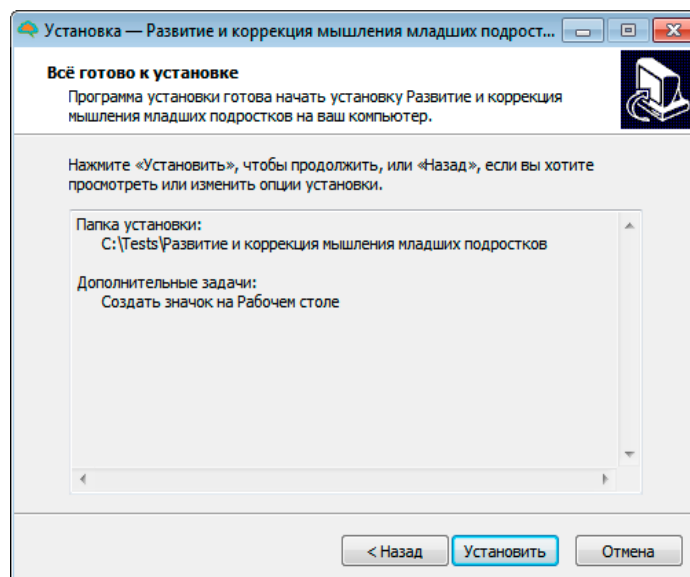 Установка — Развитие и коррекция мышления младших подрост...
Всё готово к установке
Программа установки готова начать установку Развитие и коррекция
мышления младших подростков на ваш компьютер.
Нажмите «Установить», чтобы продолжить, или «Назад», если вы хотите
просмотреть или изменить опции установки.
Папка установки:
C:\Tests\Развитие и коррекция мышления младших подростков
Дополнительные задачи:
Создать значок на Рабочем столе
< Назад
Установить
Отмена